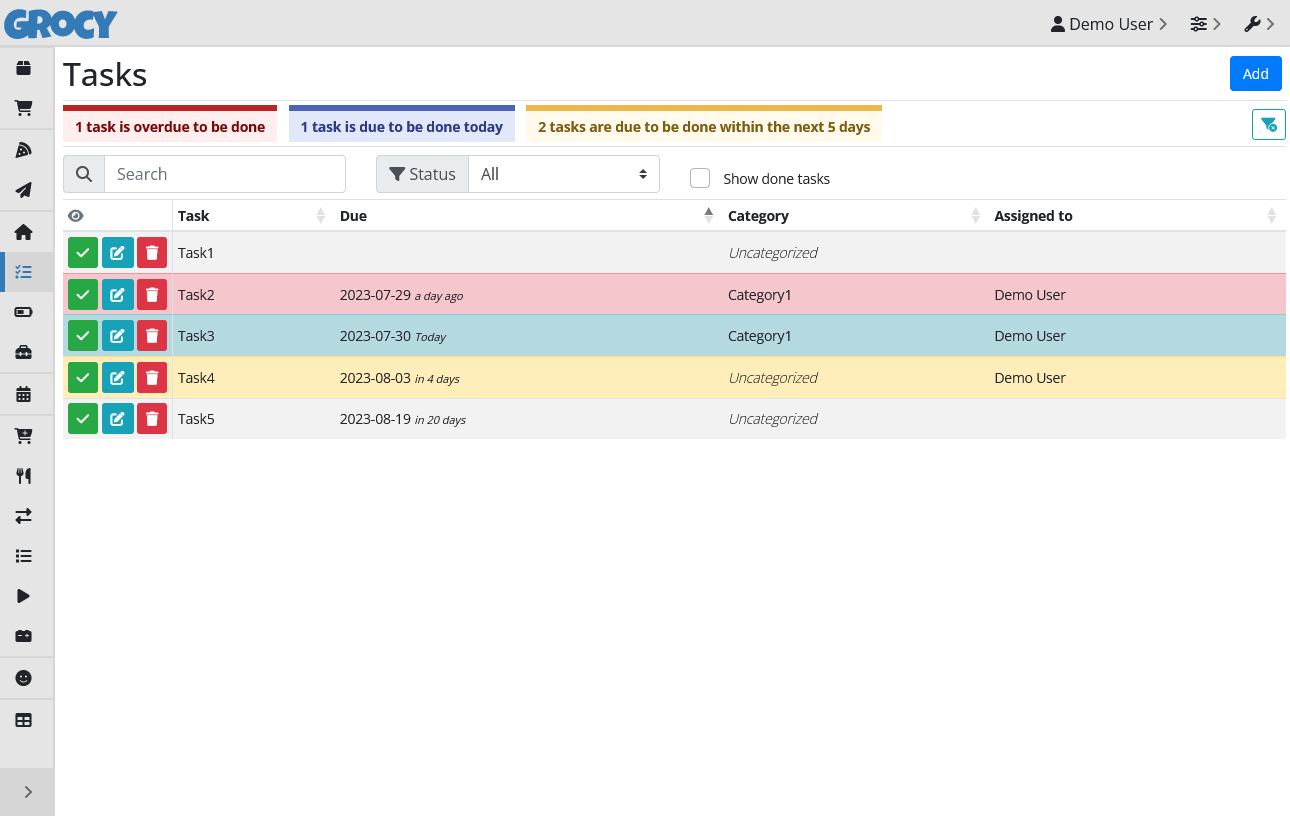 GROCY
Demo User
Tasks
Add
1 task is overdue to be done
1 task is due to be done today
2 tasks are due to be done within the next 5 days
Search
Status
All
Show done tasks
Task Due Category Assigned to
Task1 Uncategorized
Task2 2023-07-29 a day ago Category1 Demo User
Task3 2023-07-30 Today Category1 Demo User
Task4 2023-08-03 in 4 days Uncategorized Demo User
Task5 2023-08-19 in 20 days Uncategorized